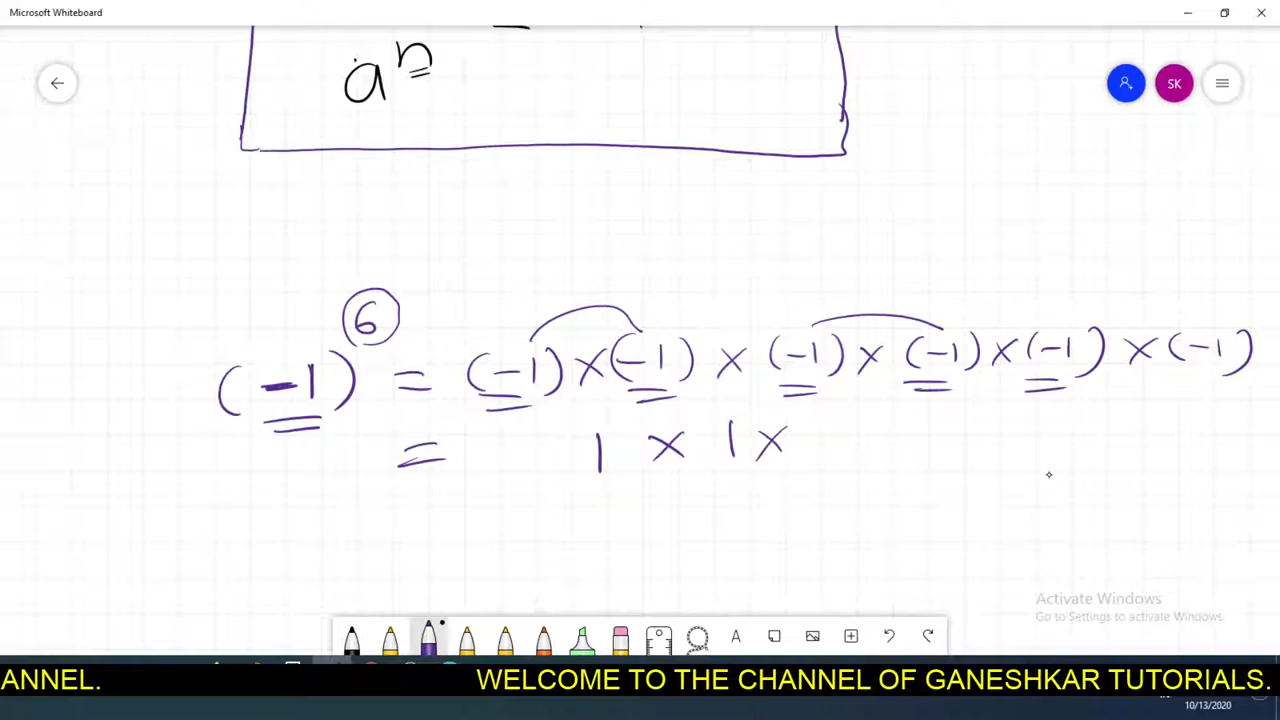 Microsoft Whiteboard
aⁿ
SK
(-1)⁶ = (-1)×(-1) × (-1) × (-1) × (-1) × (-1)
= 1 × 1 ×
Activate Windows
Go to Settings to activate Windows.
ANNEL. WELCOME TO THE CHANNEL OF GANESHKAR TUTORIALS.
10/13/2020